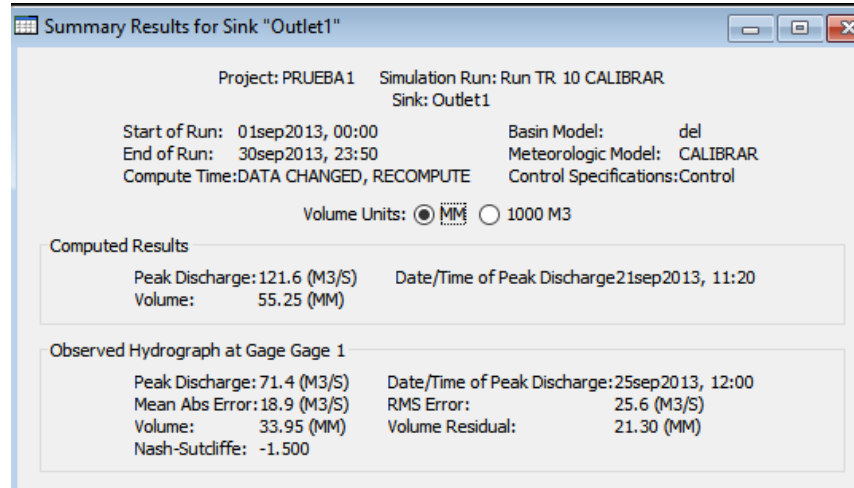 Summary Results for Sink "Outlet1"
Project: PRUEBA1 Simulation Run: Run TR 10 CALIBRAR
Sink: Outlet1
Start of Run: 01sep2013, 00:00 Basin Model: del
End of Run: 30sep2013, 23:50 Meteorologic Model: CALIBRAR
Compute Time:DATA CHANGED, RECOMPUTE Control Specifications:Control
Volume Units: MM 1000 M3
Computed Results
Peak Discharge:121.6 (M3/S) Date/Time of Peak Discharge21sep2013, 11:20
Volume: 55.25 (MM)
Observed Hydrograph at Gage Gage 1
Peak Discharge:71.4 (M3/S) Date/Time of Peak Discharge:25sep2013, 12:00
Mean Abs Error:18.9 (M3/S) RMS Error: 25.6 (M3/S)
Volume: 33.95 (MM) Volume Residual: 21.30 (MM)
Nash-Sutcliffe: -1.500